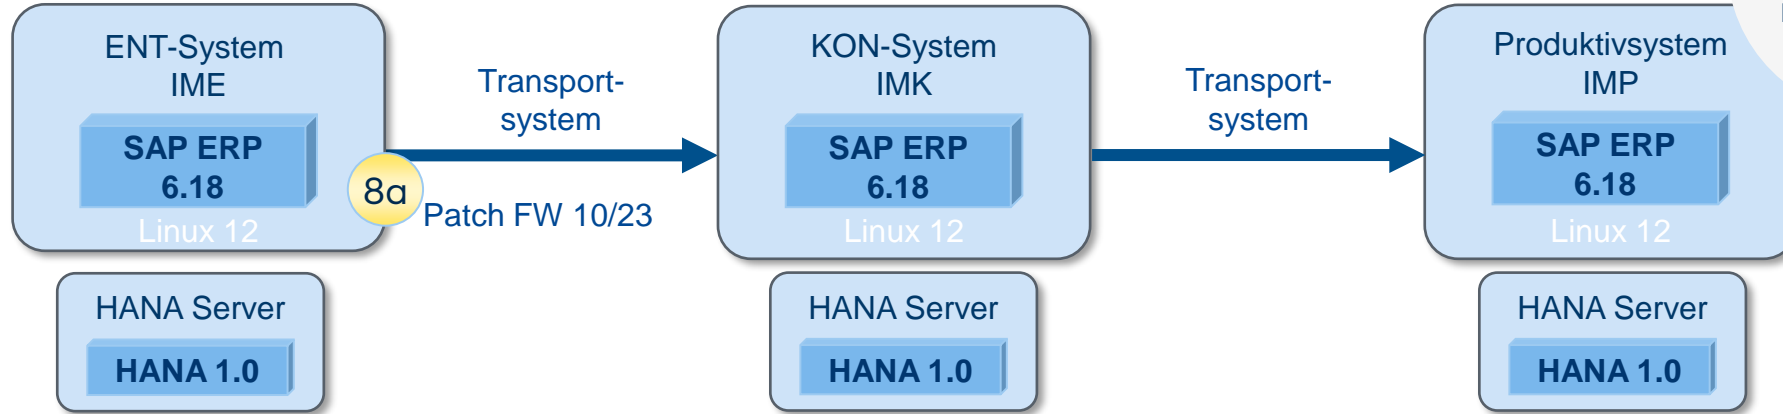 ENT-System
IME
SAP ERP
6.18
Linux 12
Transport-
system
8a
Patch FW 10/23
KON-System
IMK
SAP ERP
6.18
Linux 12
Transport-
system
Produktivsystem
IMP
SAP ERP
6.18
Linux 12
HANA Server
HANA 1.0
HANA Server
HANA 1.0
HANA Server
HANA 1.0